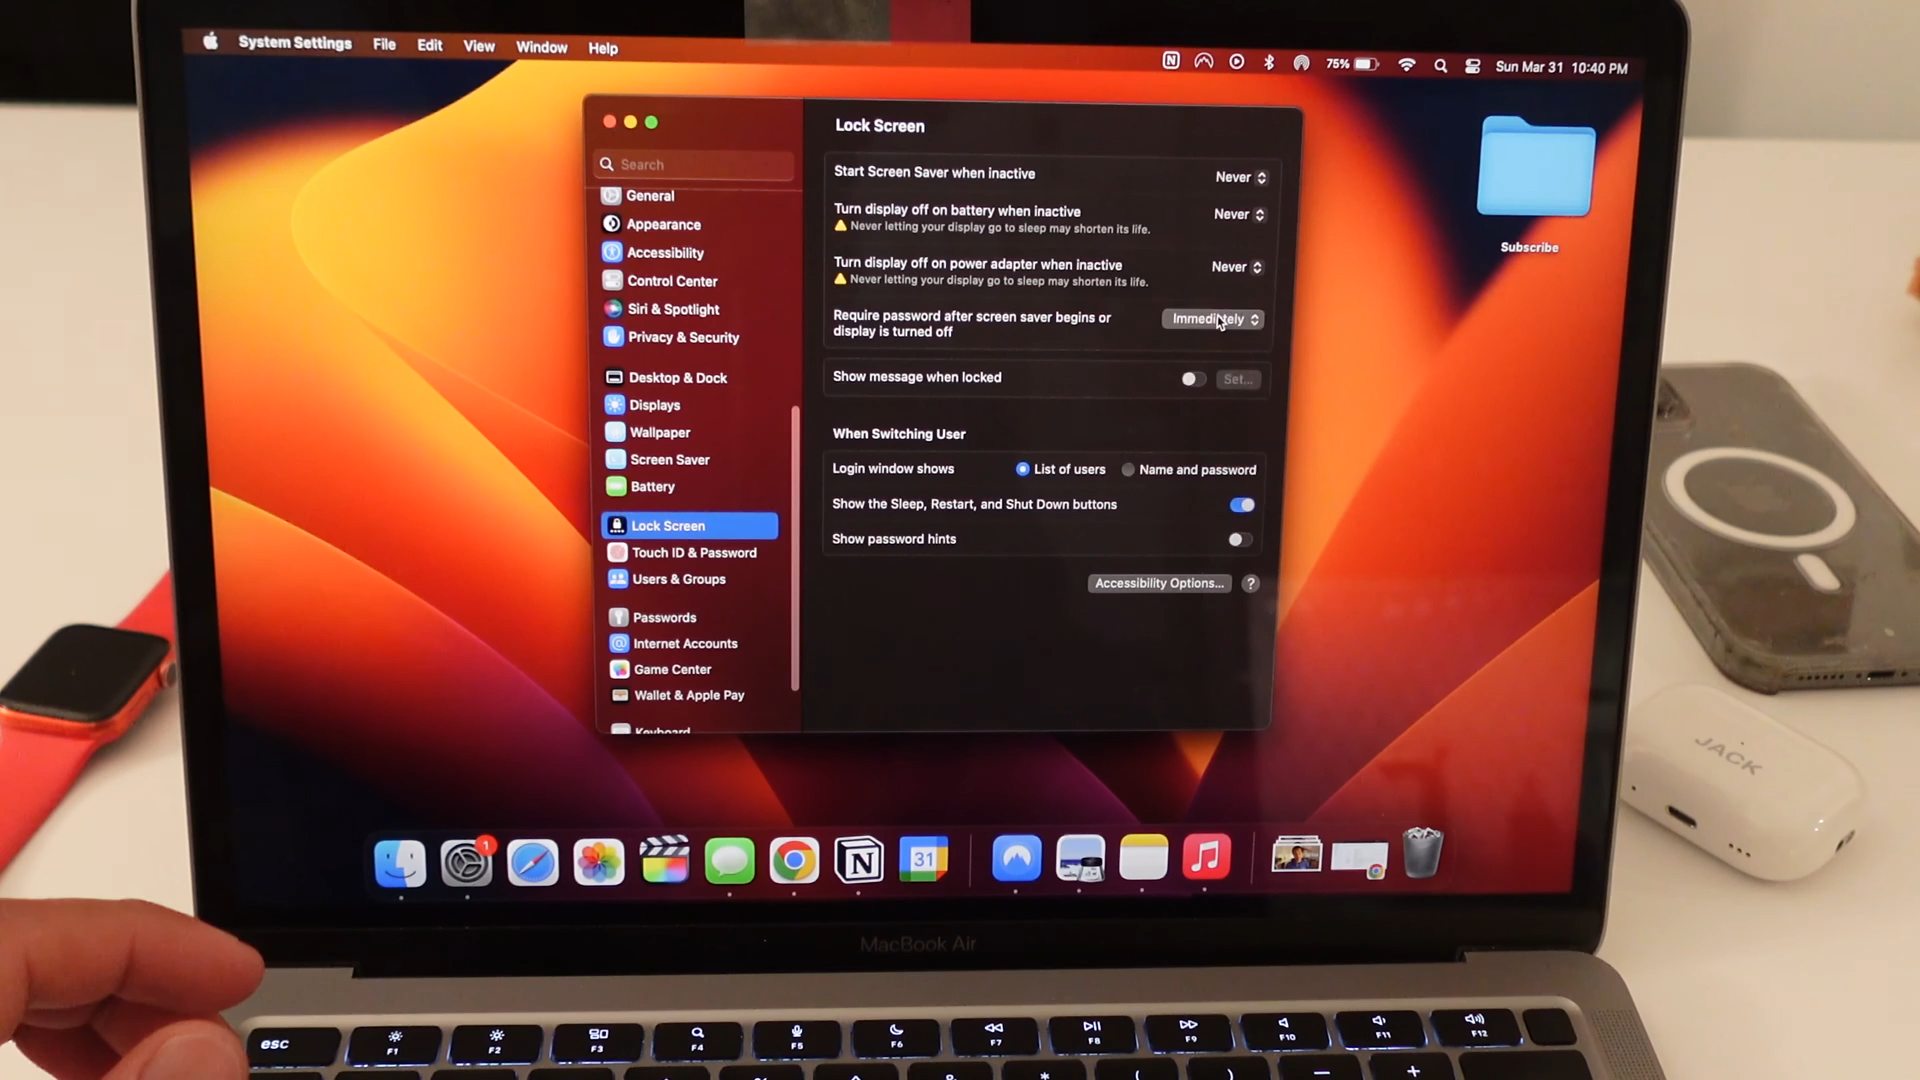 System Settings File Edit View Window Help
75% Sun Mar 31 10:40 PM
Search
General
Appearance
Accessibility
Control Center
Siri & Spotlight
Privacy & Security
Desktop & Dock
Displays
Wallpaper
Screen Saver
Battery
Lock Screen
Touch ID & Password
Users & Groups
Passwords
Internet Accounts
Game Center
Wallet & Apple Pay
Keyboard
Lock Screen
Start Screen Saver when inactive Never
Turn display off on battery when inactive Never
Never letting your display go to sleep may shorten its life.
Turn display off on power adapter when inactive Never
Never letting your display go to sleep may shorten its life.
Require password after screen saver begins or Immediately
display is turned off
Show message when locked Set...
When Switching User
Login window shows List of users Name and password
Show the Sleep, Restart, and Shut Down buttons
Show password hints
Accessibility Options... ?
Subscribe
1
N
31
JACK
MacBook Air
esc F1 F2 F3 F4 F5 F6 F7 F8 F9 F10 F11 F12